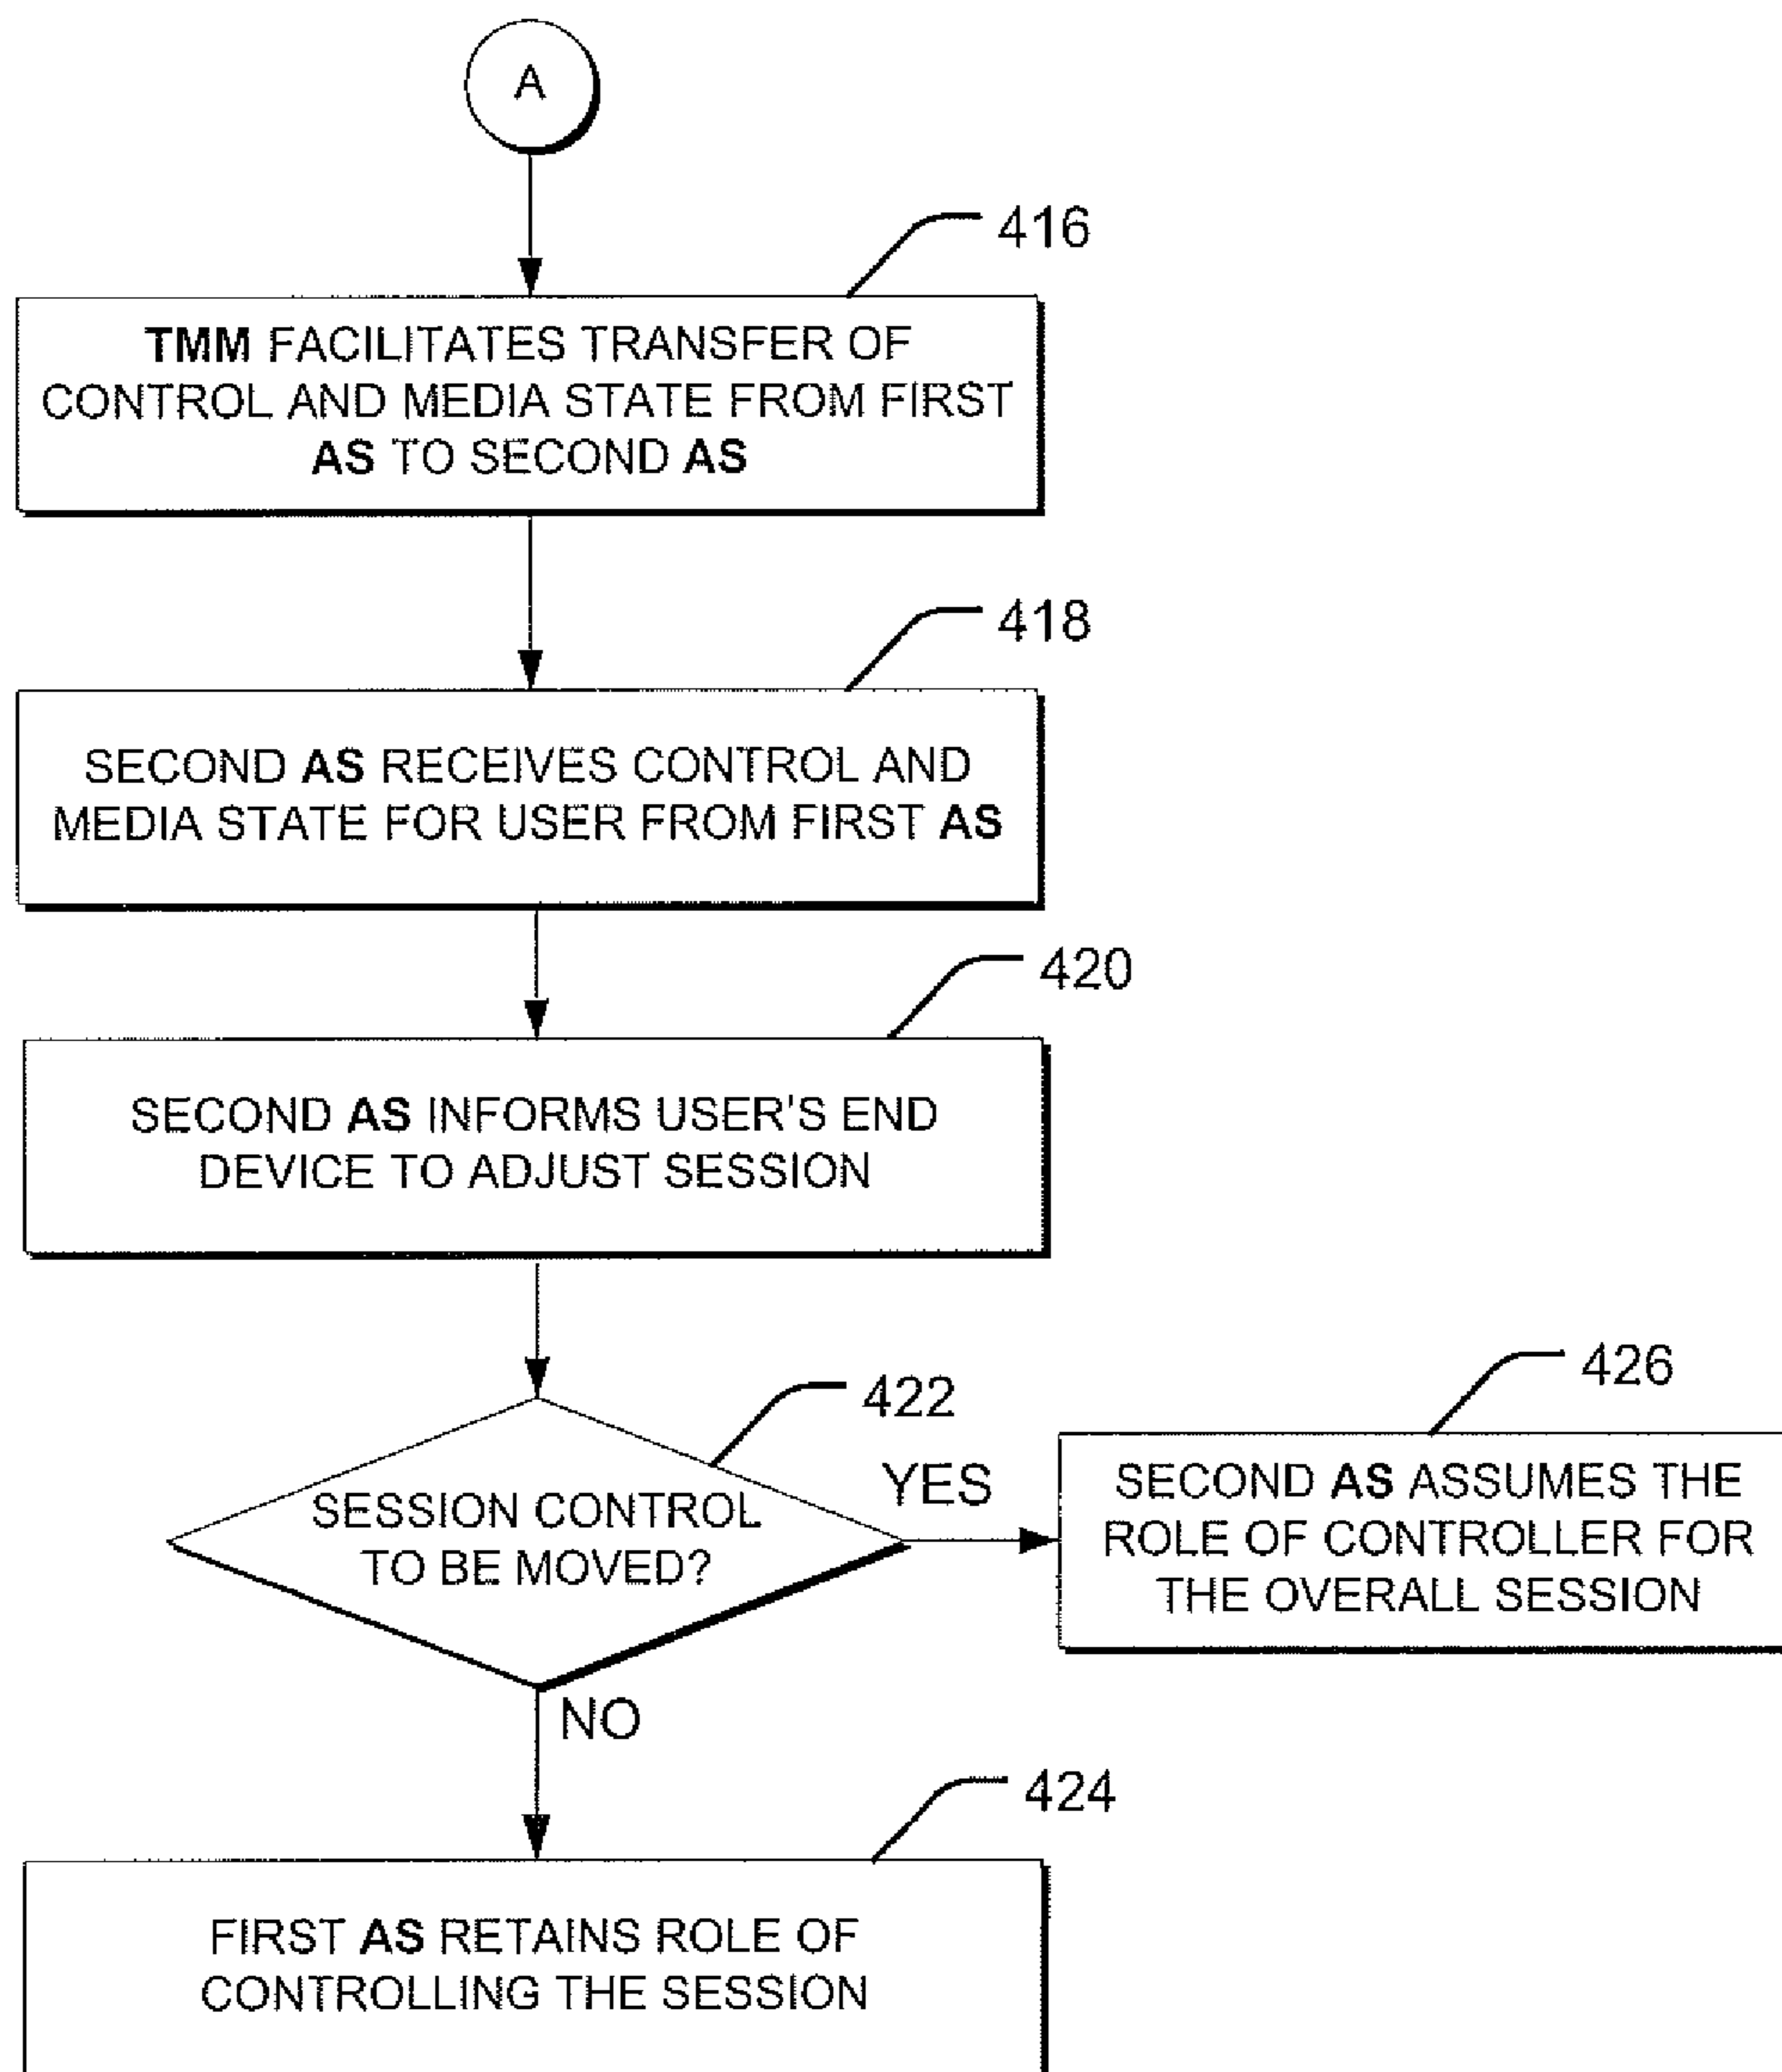 A
416
TMM FACILITATES TRANSFER OF
CONTROL AND MEDIA STATE FROM FIRST
AS TO SECOND AS
418
SECOND AS RECEIVES CONTROL AND
MEDIA STATE FOR USER FROM FIRST AS
420
SECOND AS INFORMS USER'S END
DEVICE TO ADJUST SESSION
422
SESSION CONTROL
TO BE MOVED?
YES
426
SECOND AS ASSUMES THE
ROLE OF CONTROLLER FOR
THE OVERALL SESSION
NO
424
FIRST AS RETAINS ROLE OF
CONTROLLING THE SESSION